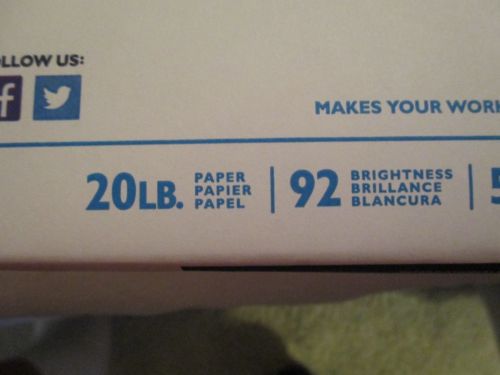 OLLOW US:
f
MAKES YOUR WORK
20LB.
PAPER
PAPIER
PAPEL
92
BRIGHTNESS
BRILLANCE
BLANCURA